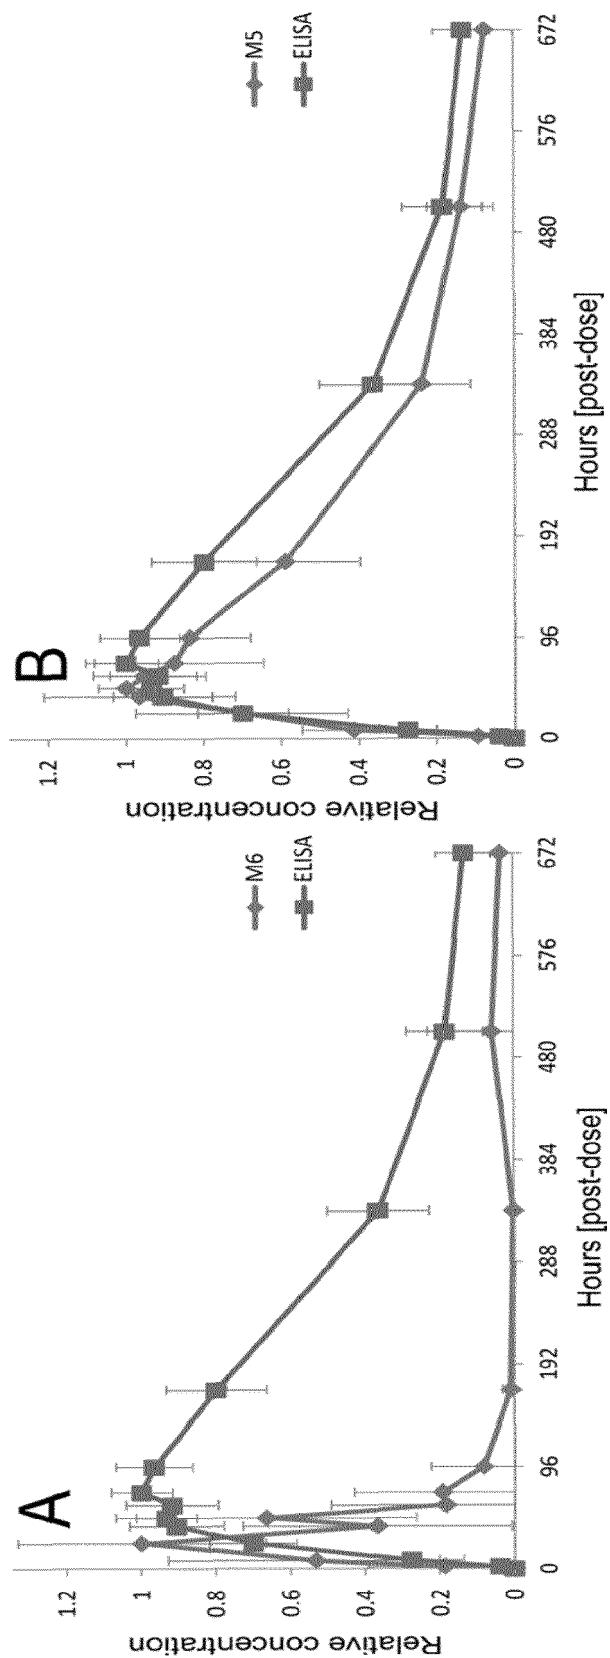 A
Relative concentration
1.2
1
0.8
0.6
0.4
0.2
0
0 96 192 288 384 480 576 672
Hours [post-dose]
M6
ELISA
B
Relative concentration
1.2
1
0.8
0.6
0.4
0.2
0
0 96 192 288 384 480 576 672
Hours [post-dose]
M5
ELISA